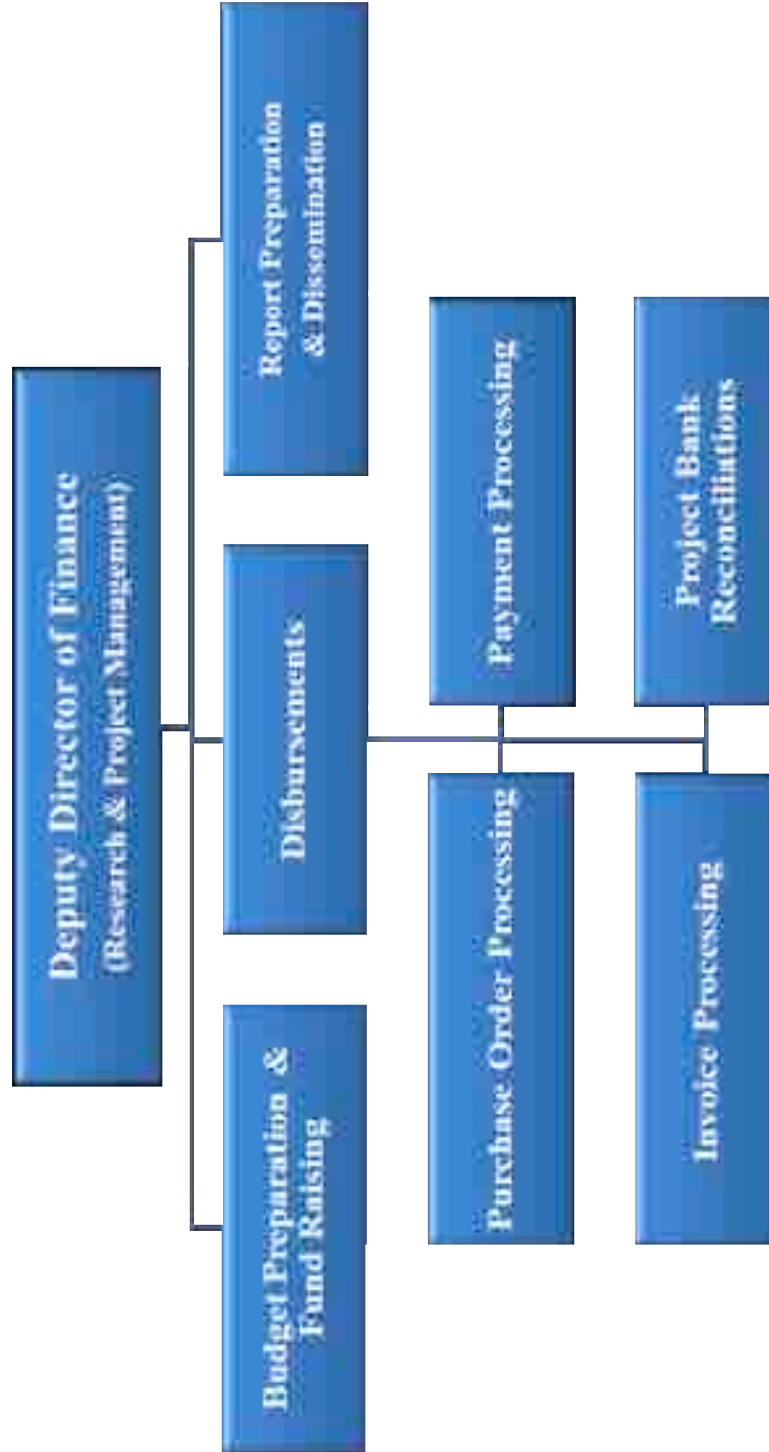 Deputy Director of Finance
(Research & Project Management)
Budget Preparation &
Fund Raising
Disbursements
Report Preparation
& Dissemination
Purchase Order Processing
Payment Processing
Invoice Processing
Project Bank
Reconciliations